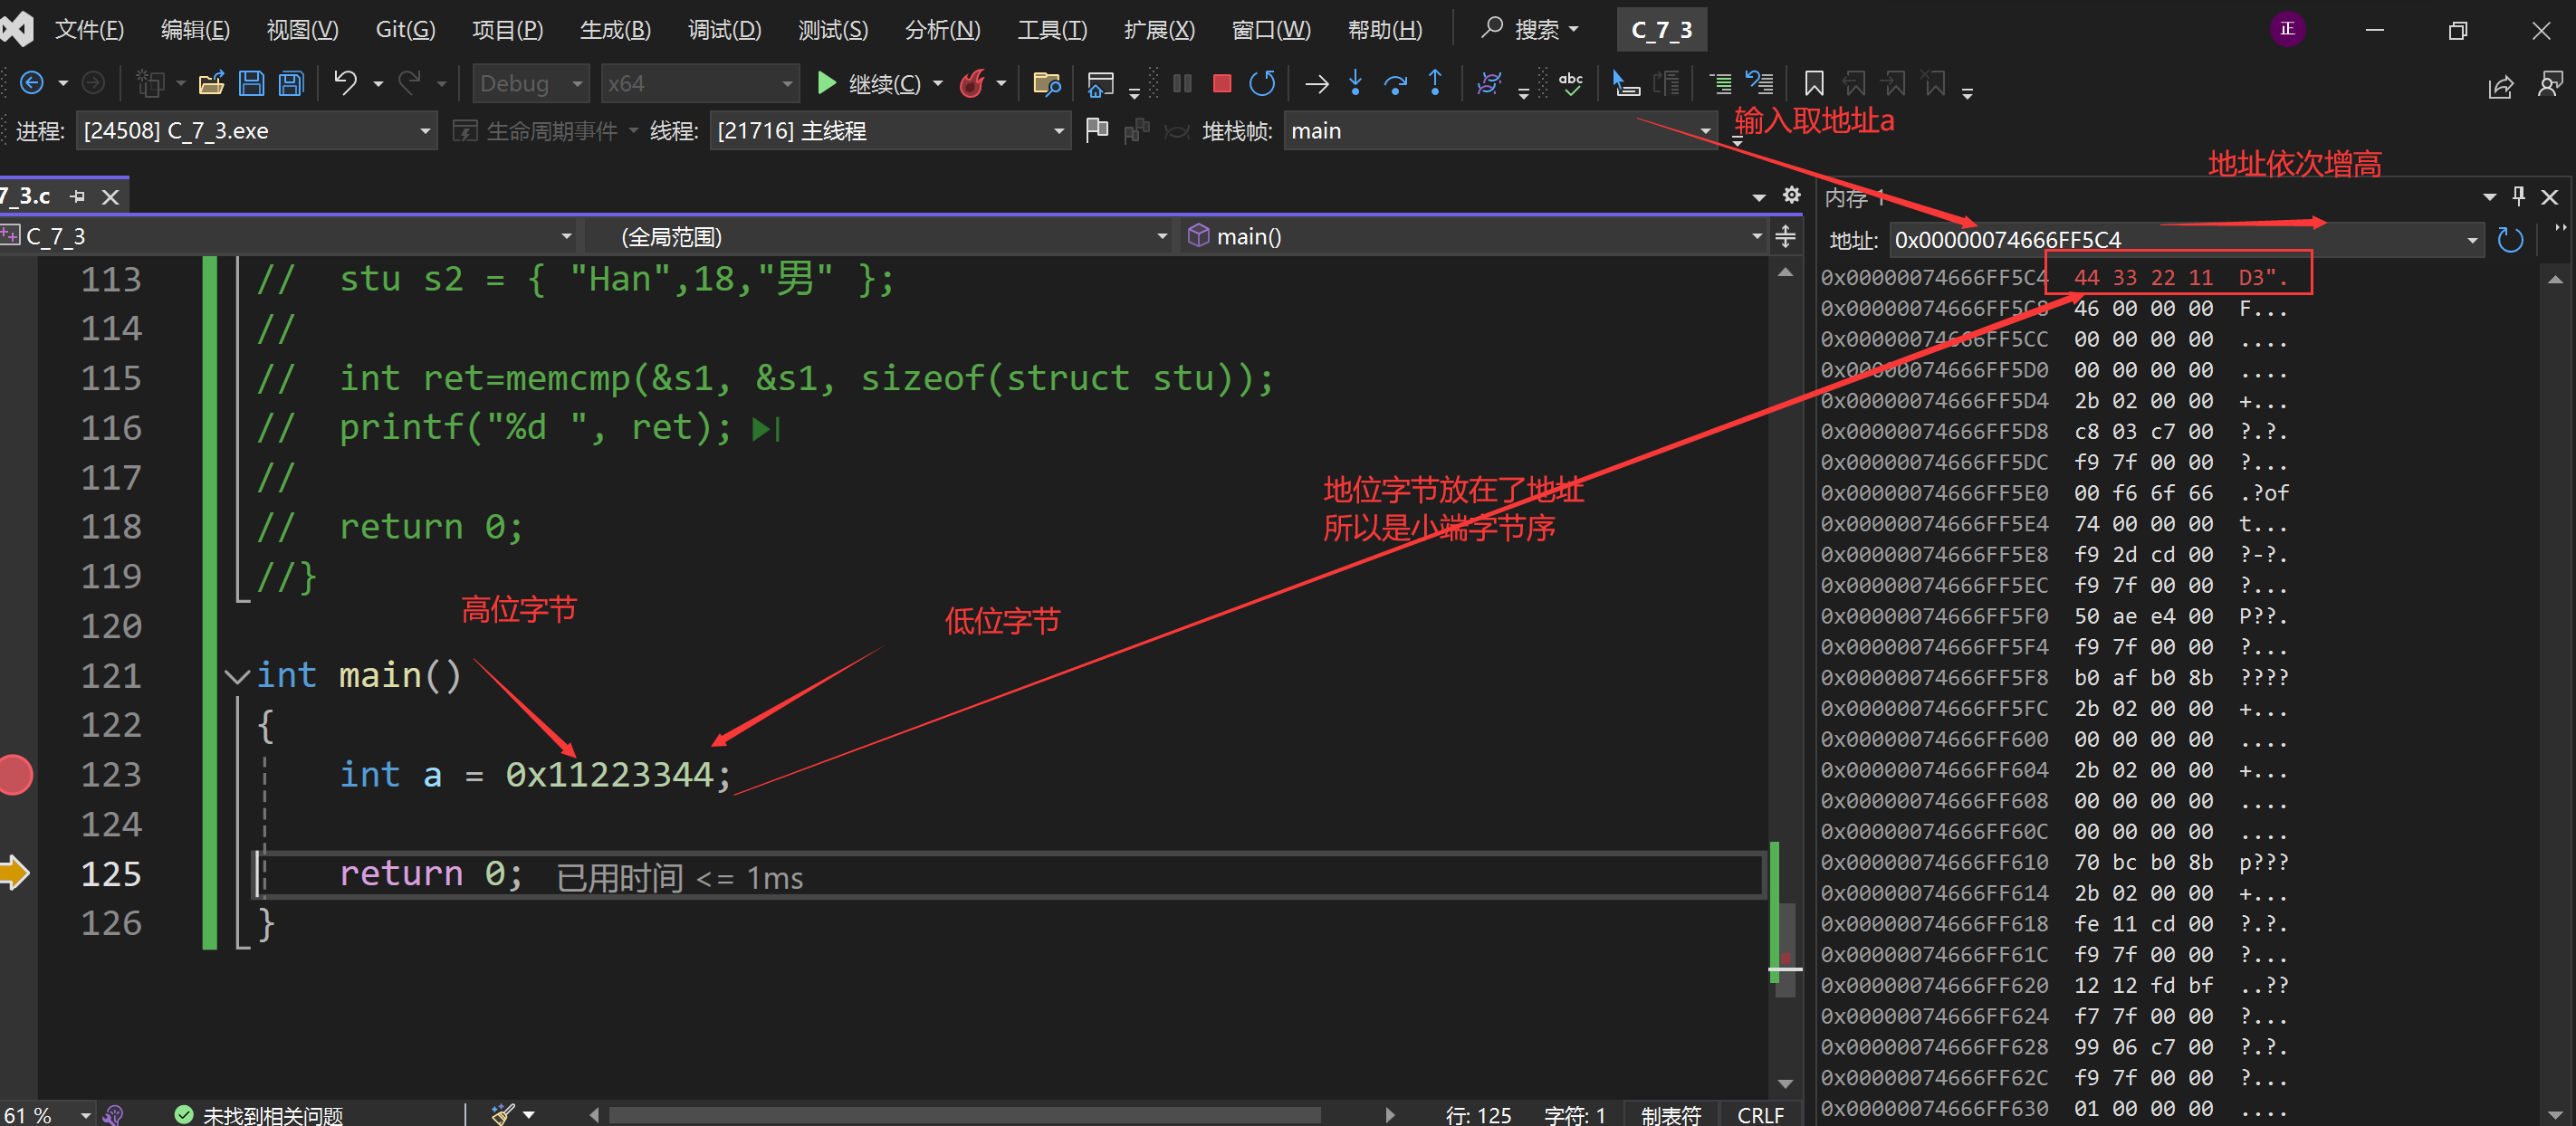 文件(F) 编辑(E) 视图(V) Git(G) 项目(P) 生成(B) 调试(D) 测试(S) 分析(N) 工具(T) 扩展(X) 窗口(W) 帮助(H) 搜索 C_7_3 正
Debug x64 继续(C) abc
进程: [24508] C_7_3.exe 生命周期事件 线程: [21716] 主线程 堆栈帧: main
输入取地址a
地址依次增高
7_3.c
内存 1
C_7_3 (全局范围) main()
地址: 0x00000074666FF5C4
113 // stu s2 = { "Han",18,"男" };
114 //
115 // int ret=memcmp(&s1, &s1, sizeof(struct stu));
116 // printf("%d ", ret);
117 //
118 // return 0;
119 //}
120
121 int main()
122 {
123 int a = 0x11223344;
124
125 return 0; 已用时间 <= 1ms
126 }
高位字节
低位字节
地位字节放在了地址
所以是小端字节序
0x00000074666FF5C4 44 33 22 11 D3".
0x00000074666FF5C8 46 00 00 00 F...
0x00000074666FF5CC 00 00 00 00 ....
0x00000074666FF5D0 00 00 00 00 ....
0x00000074666FF5D4 2b 02 00 00 +...
0x00000074666FF5D8 c8 03 c7 00 ?.?.
0x00000074666FF5DC f9 7f 00 00 ?...
0x00000074666FF5E0 00 f6 6f 66 .?of
0x00000074666FF5E4 74 00 00 00 t...
0x00000074666FF5E8 f9 2d cd 00 ?-?.
0x00000074666FF5EC f9 7f 00 00 ?...
0x00000074666FF5F0 50 ae e4 00 P??.
0x00000074666FF5F4 f9 7f 00 00 ?...
0x00000074666FF5F8 b0 af b0 8b ????
0x00000074666FF5FC 2b 02 00 00 +...
0x00000074666FF600 00 00 00 00 ....
0x00000074666FF604 2b 02 00 00 +...
0x00000074666FF608 00 00 00 00 ....
0x00000074666FF60C 00 00 00 00 ....
0x00000074666FF610 70 bc b0 8b p???
0x00000074666FF614 2b 02 00 00 +...
0x00000074666FF618 fe 11 cd 00 ?.?.
0x00000074666FF61C f9 7f 00 00 ?...
0x00000074666FF620 12 12 fd bf ..??
0x00000074666FF624 f7 7f 00 00 ?...
0x00000074666FF628 99 06 c7 00 ?.?.
0x00000074666FF62C f9 7f 00 00 ?...
0x00000074666FF630 01 00 00 00 ....
61 % 未找到相关问题 行: 125 字符: 1 制表符 CRLF